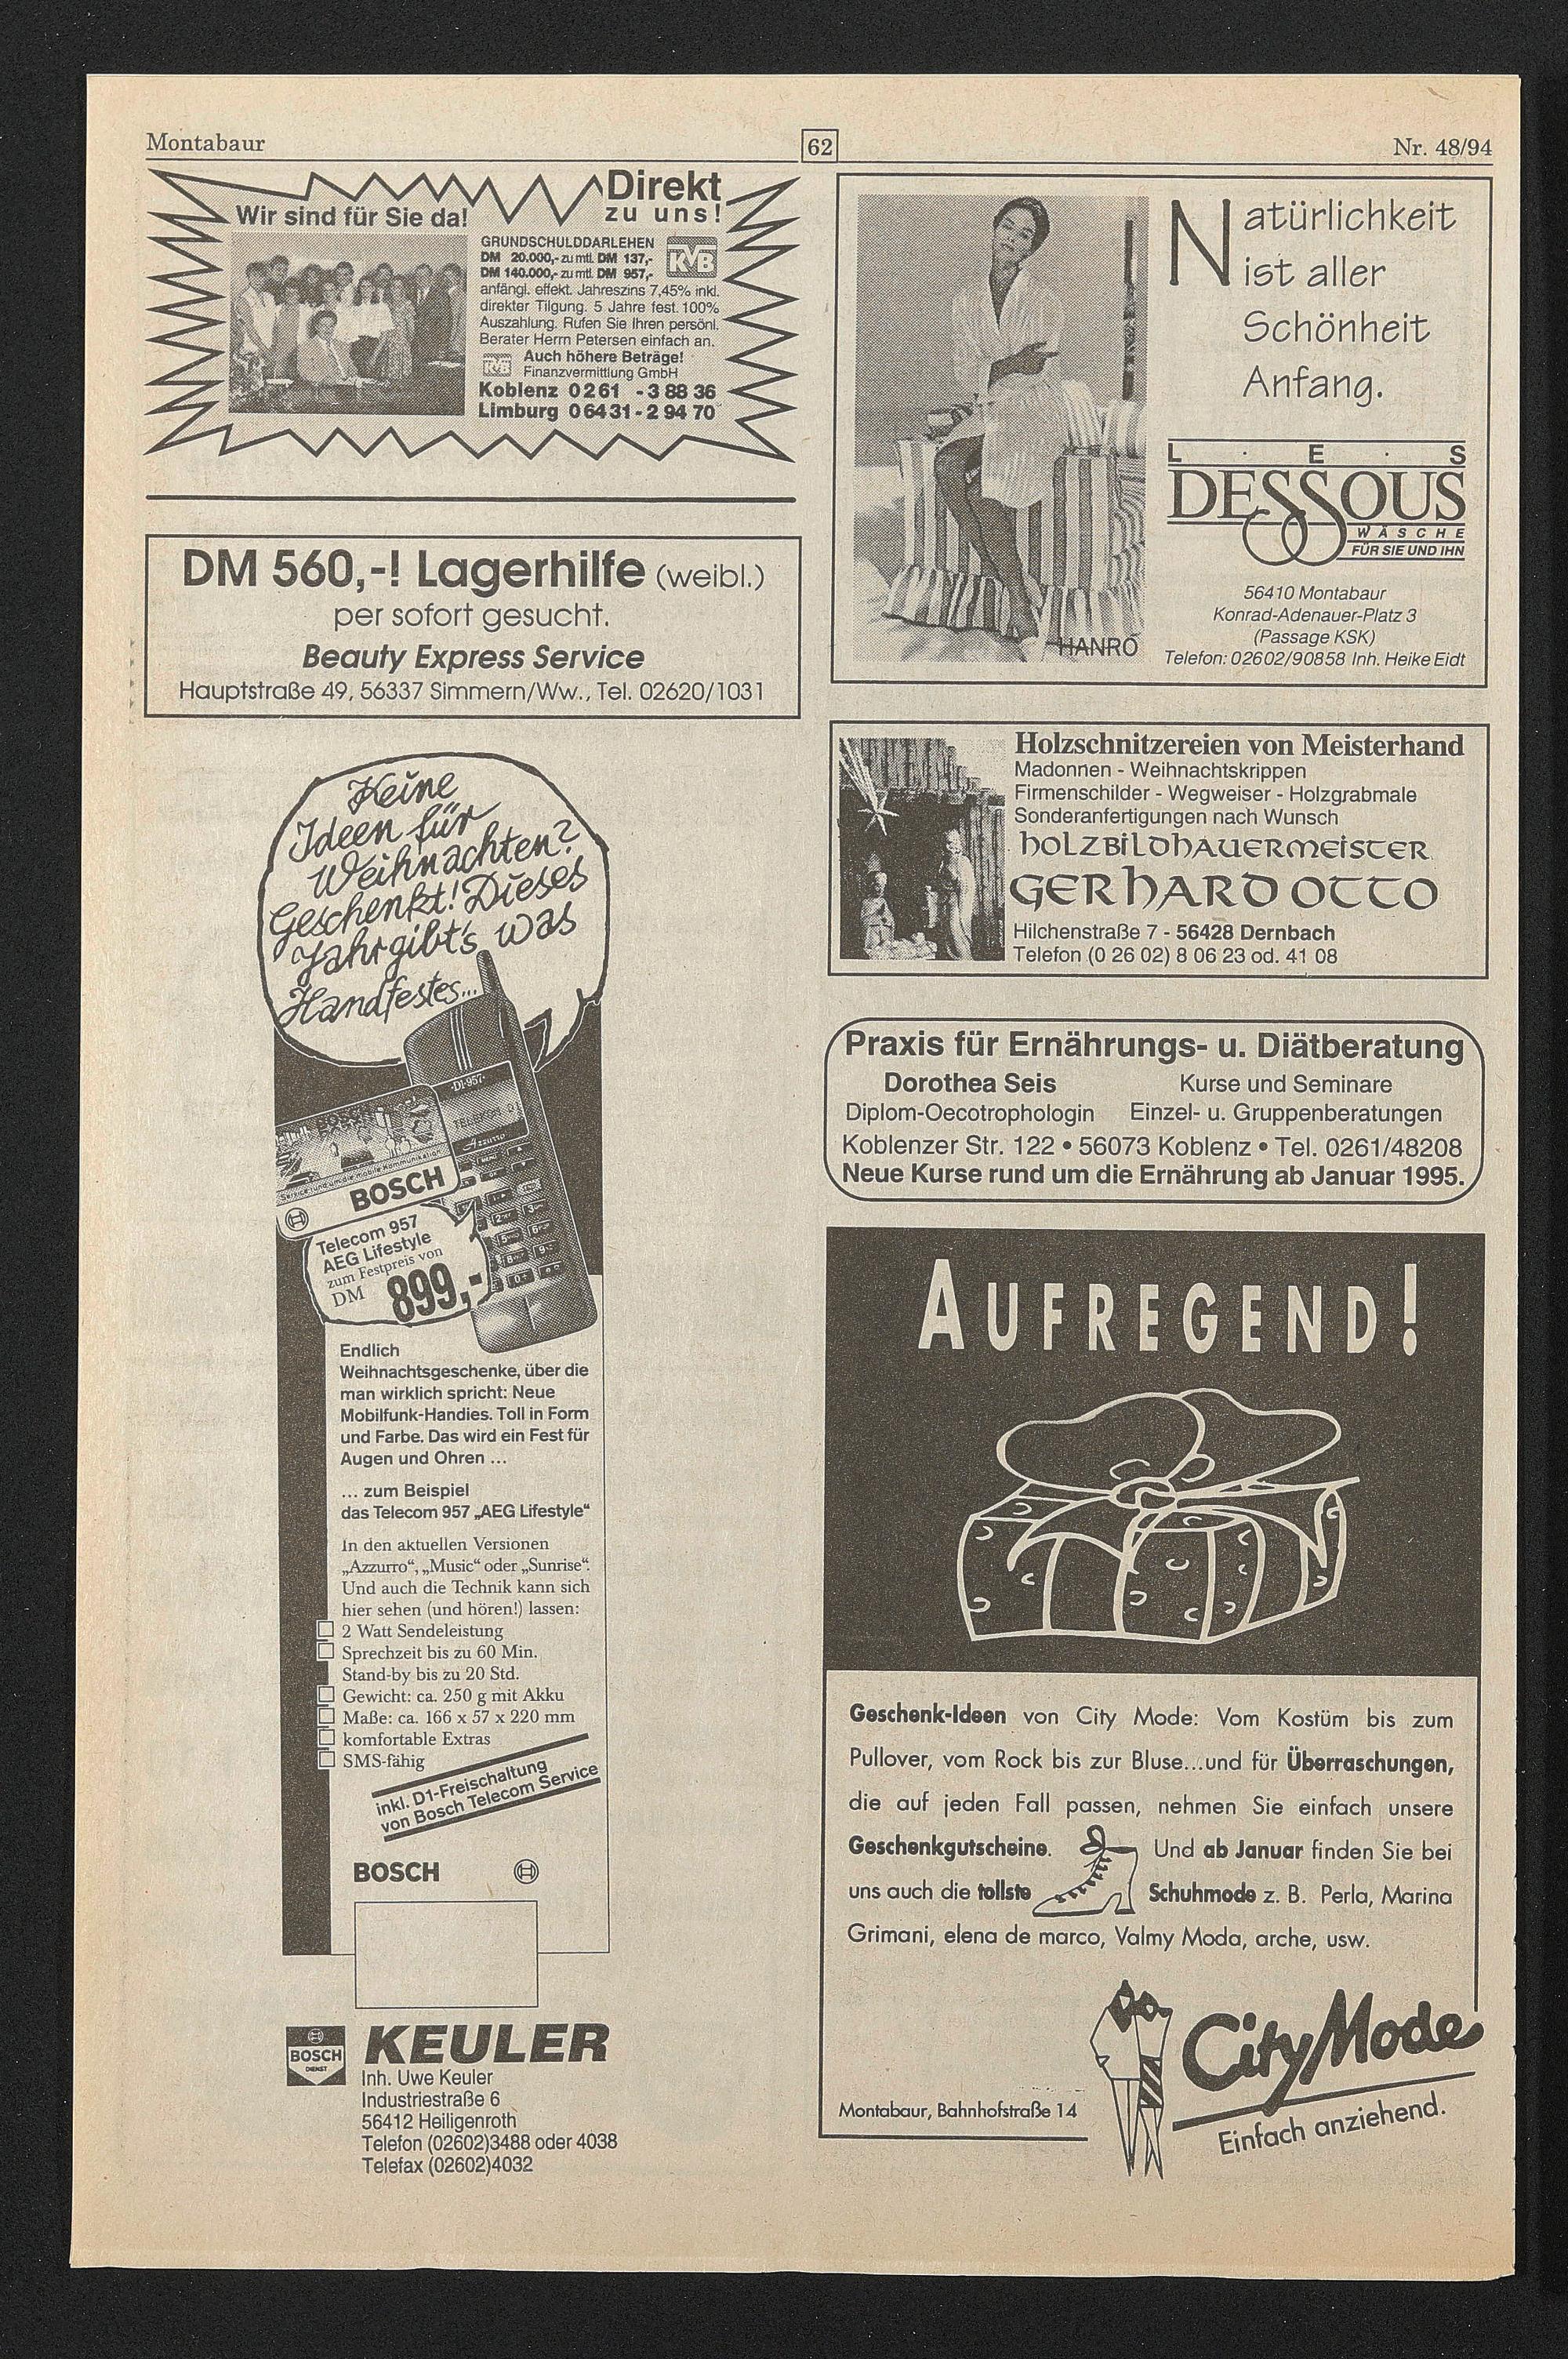 Montabaur
62
Nr. 48/94
Wir sind für Sie da!
Direkt
zu uns!
GRUNDSCHULDDARLEHEN
DM 20.000,- zu mtl. DM 137,-
DM 140.000,- zu mtl. DM 957,-
KVB
anfängl. effekt. Jahreszins 7,45% inkl.
direkter Tilgung. 5 Jahre fest. 100%
Auszahlung. Rufen Sie Ihren persönl.
Berater Herrn Petersen einfach an.
Auch höhere Beträge!
KVB
Finanzvermittlung GmbH
Koblenz 0261 - 3 88 36
Limburg 06431 - 2 94 70
DM 560,-! Lagerhilfe (weibl.)
per sofort gesucht.
Beauty Express Service
Hauptstraße 49, 56337 Simmern/Ww., Tel. 02620/1031
Keine
Ideen für
Weihnachten?
Geschenkt! Dieses
Jahr gibt's was
Handfestes...
·D1-957·
TELEKOM D1
Azzurro
BOSCH
Service rund um die mobile Kommunikation
BOSCH
Telecom 957
AEG Lifestyle
zum Festpreis von
DM 899,-
Endlich
Weihnachtsgeschenke, über die
man wirklich spricht: Neue
Mobilfunk-Handies. Toll in Form
und Farbe. Das wird ein Fest für
Augen und Ohren ...
... zum Beispiel
das Telecom 957 „AEG Lifestyle“
In den aktuellen Versionen
„Azzurro“, „Music“ oder „Sunrise“.
Und auch die Technik kann sich
hier sehen (und hören!) lassen:
2 Watt Sendeleistung
Sprechzeit bis zu 60 Min.
Stand-by bis zu 20 Std.
Gewicht: ca. 250 g mit Akku
Maße: ca. 166 x 57 x 220 mm
komfortable Extras
SMS-fähig
inkl. D1-Freischaltung
von Bosch Telecom Service
BOSCH
BOSCH
DIENST
KEULER
Inh. Uwe Keuler
Industriestraße 6
56412 Heiligenroth
Telefon (02602)3488 oder 4038
Telefax (02602)4032
Natürlichkeit
ist aller
Schönheit
Anfang.
L · E · S
DESSOUS
WÄSCHE
FÜR SIE UND IHN
HANRO
56410 Montabaur
Konrad-Adenauer-Platz 3
(Passage KSK)
Telefon: 02602/90858 Inh. Heike Eidt
Holzschnitzereien von Meisterhand
Madonnen - Weihnachtskrippen
Firmenschilder - Wegweiser - Holzgrabmale
Sonderanfertigungen nach Wunsch
HOLZBILDHAUERMEISTER
GERHARD OTTO
Hilchenstraße 7 - 56428 Dernbach
Telefon (0 26 02) 8 06 23 od. 41 08
Praxis für Ernährungs- u. Diätberatung
Dorothea Seis Kurse und Seminare
Diplom-Oecotrophologin Einzel- u. Gruppenberatungen
Koblenzer Str. 122 • 56073 Koblenz • Tel. 0261/48208
Neue Kurse rund um die Ernährung ab Januar 1995.
AUFREGEND!
Geschenk-Ideen von City Mode: Vom Kostüm bis zum
Pullover, vom Rock bis zur Bluse...und für Überraschungen,
die auf jeden Fall passen, nehmen Sie einfach unsere
Geschenkgutscheine. Und ab Januar finden Sie bei
uns auch die tollste Schuhmode z. B. Perla, Marina
Grimani, elena de marco, Valmy Moda, arche, usw.
City Mode
Einfach anziehend.
Montabaur, Bahnhofstraße 14